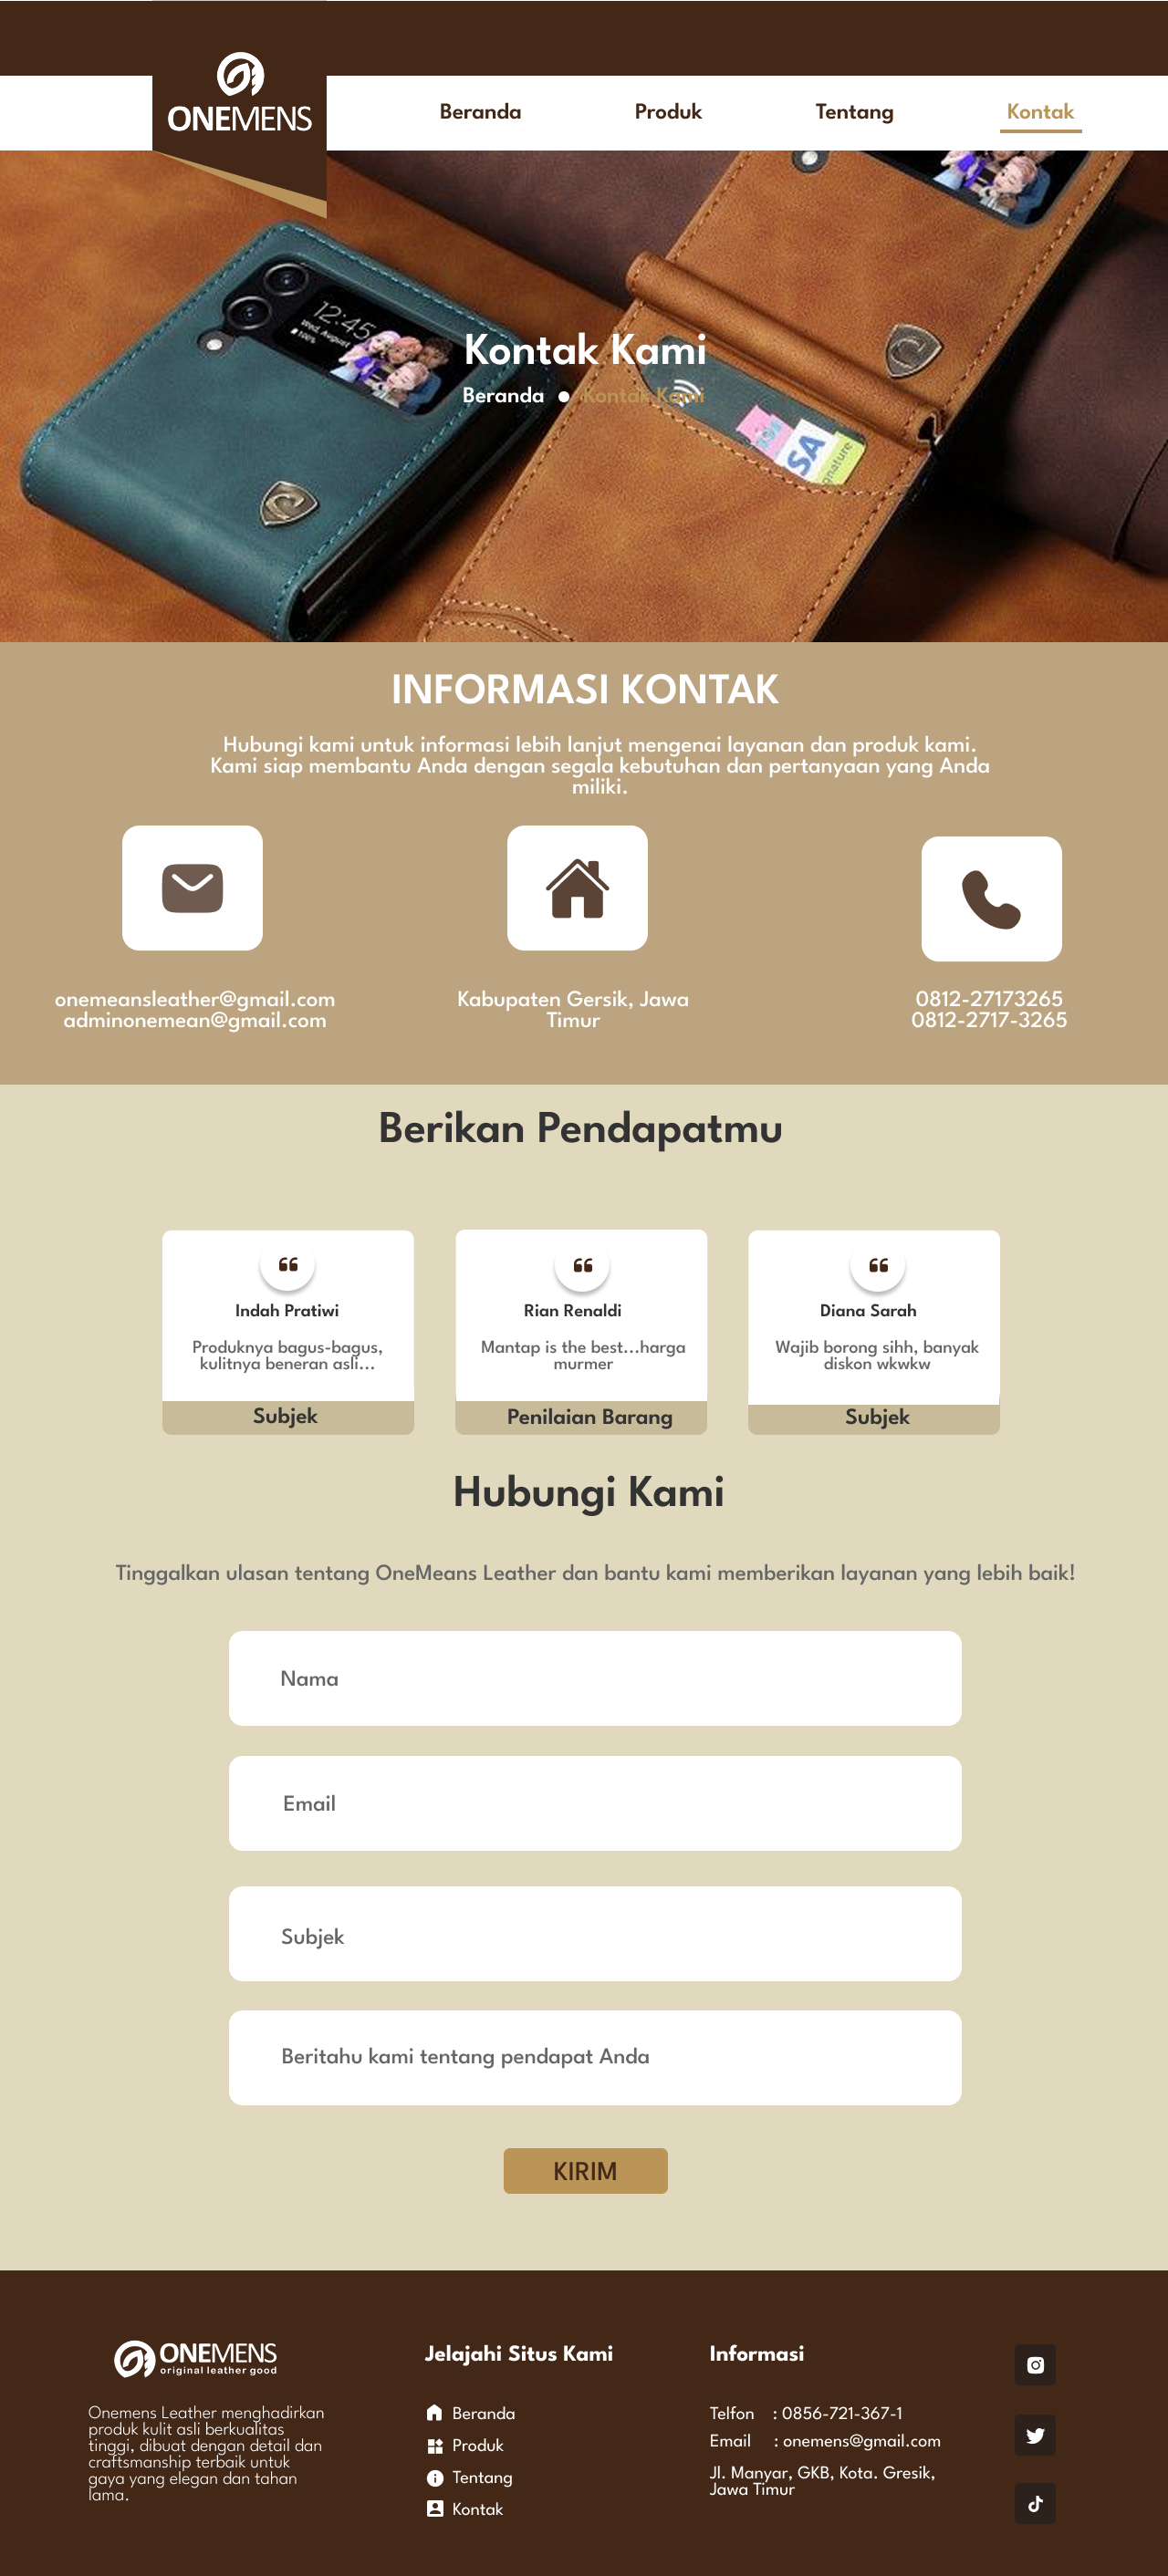 ONEMENS
Beranda
Produk
Tentang
Kontak
12:45
Wed, August
100%
Kontak Kami
Beranda
Kontak Kami
SA
gnature
INFORMASI KONTAK
Hubungi kami untuk informasi lebih lanjut mengenai layanan dan produk kami.
Kami siap membantu Anda dengan segala kebutuhan dan pertanyaan yang Anda
miliki.
onemeansleather@gmail.com
adminonemean@gmail.com
Kabupaten Gersik, Jawa
Timur
0812-27173265
0812-2717-3265
Berikan Pendapatmu
Indah Pratiwi
Produknya bagus-bagus,
kulitnya beneran asli...
Subjek
Rian Renaldi
Mantap is the best...harga
murmer
Penilaian Barang
Diana Sarah
Wajib borong sihh, banyak
diskon wkwkw
Subjek
Hubungi Kami
Tinggalkan ulasan tentang OneMeans Leather dan bantu kami memberikan layanan yang lebih baik!
Nama
Email
Subjek
Beritahu kami tentang pendapat Anda
KIRIM
ONEMENS
original leather good
Onemens Leather menghadirkan
produk kulit asli berkualitas
tinggi, dibuat dengan detail dan
craftsmanship terbaik untuk
gaya yang elegan dan tahan
lama.
Jelajahi Situs Kami
Beranda
Produk
Tentang
Kontak
Informasi
Telfon : 0856-721-367-1
Email : onemens@gmail.com
Jl. Manyar, GKB, Kota. Gresik,
Jawa Timur